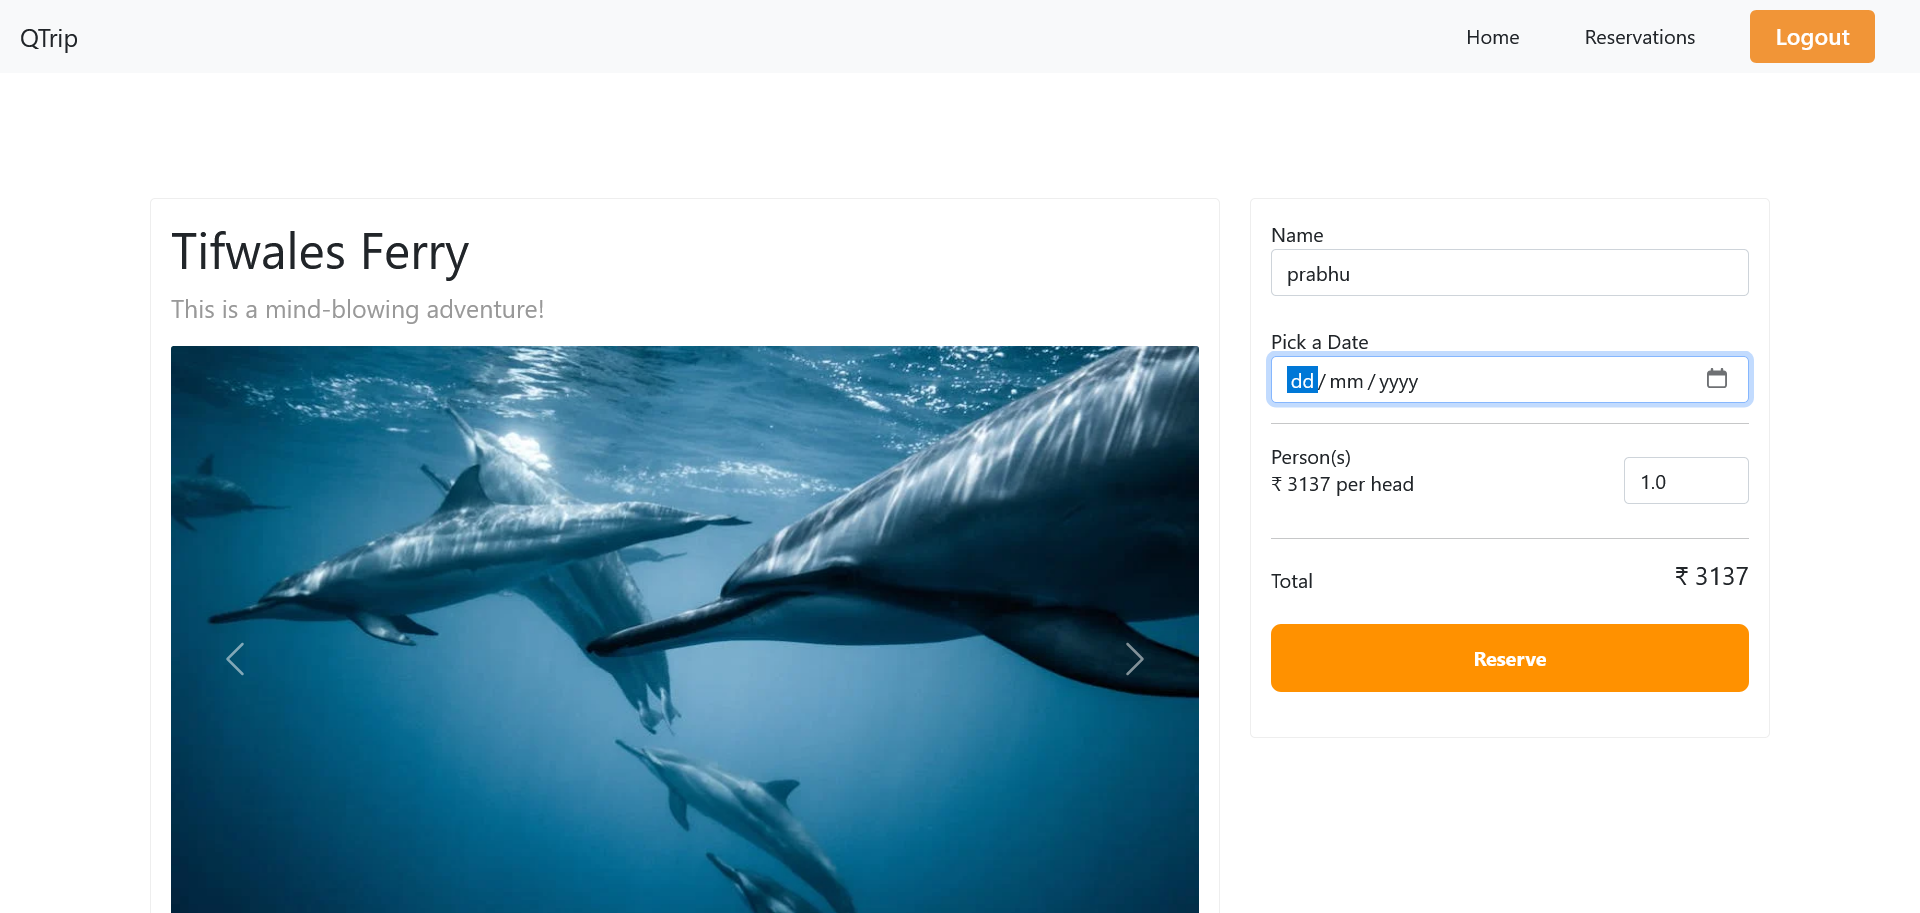 QTrip
Home
Reservations
Logout
Tifwales Ferry
This is a mind-blowing adventure!
Name
prabhu
Pick a Date
dd/mm/yyyy
Person(s)
₹ 3137 per head
1.0
Total
₹ 3137
Reserve